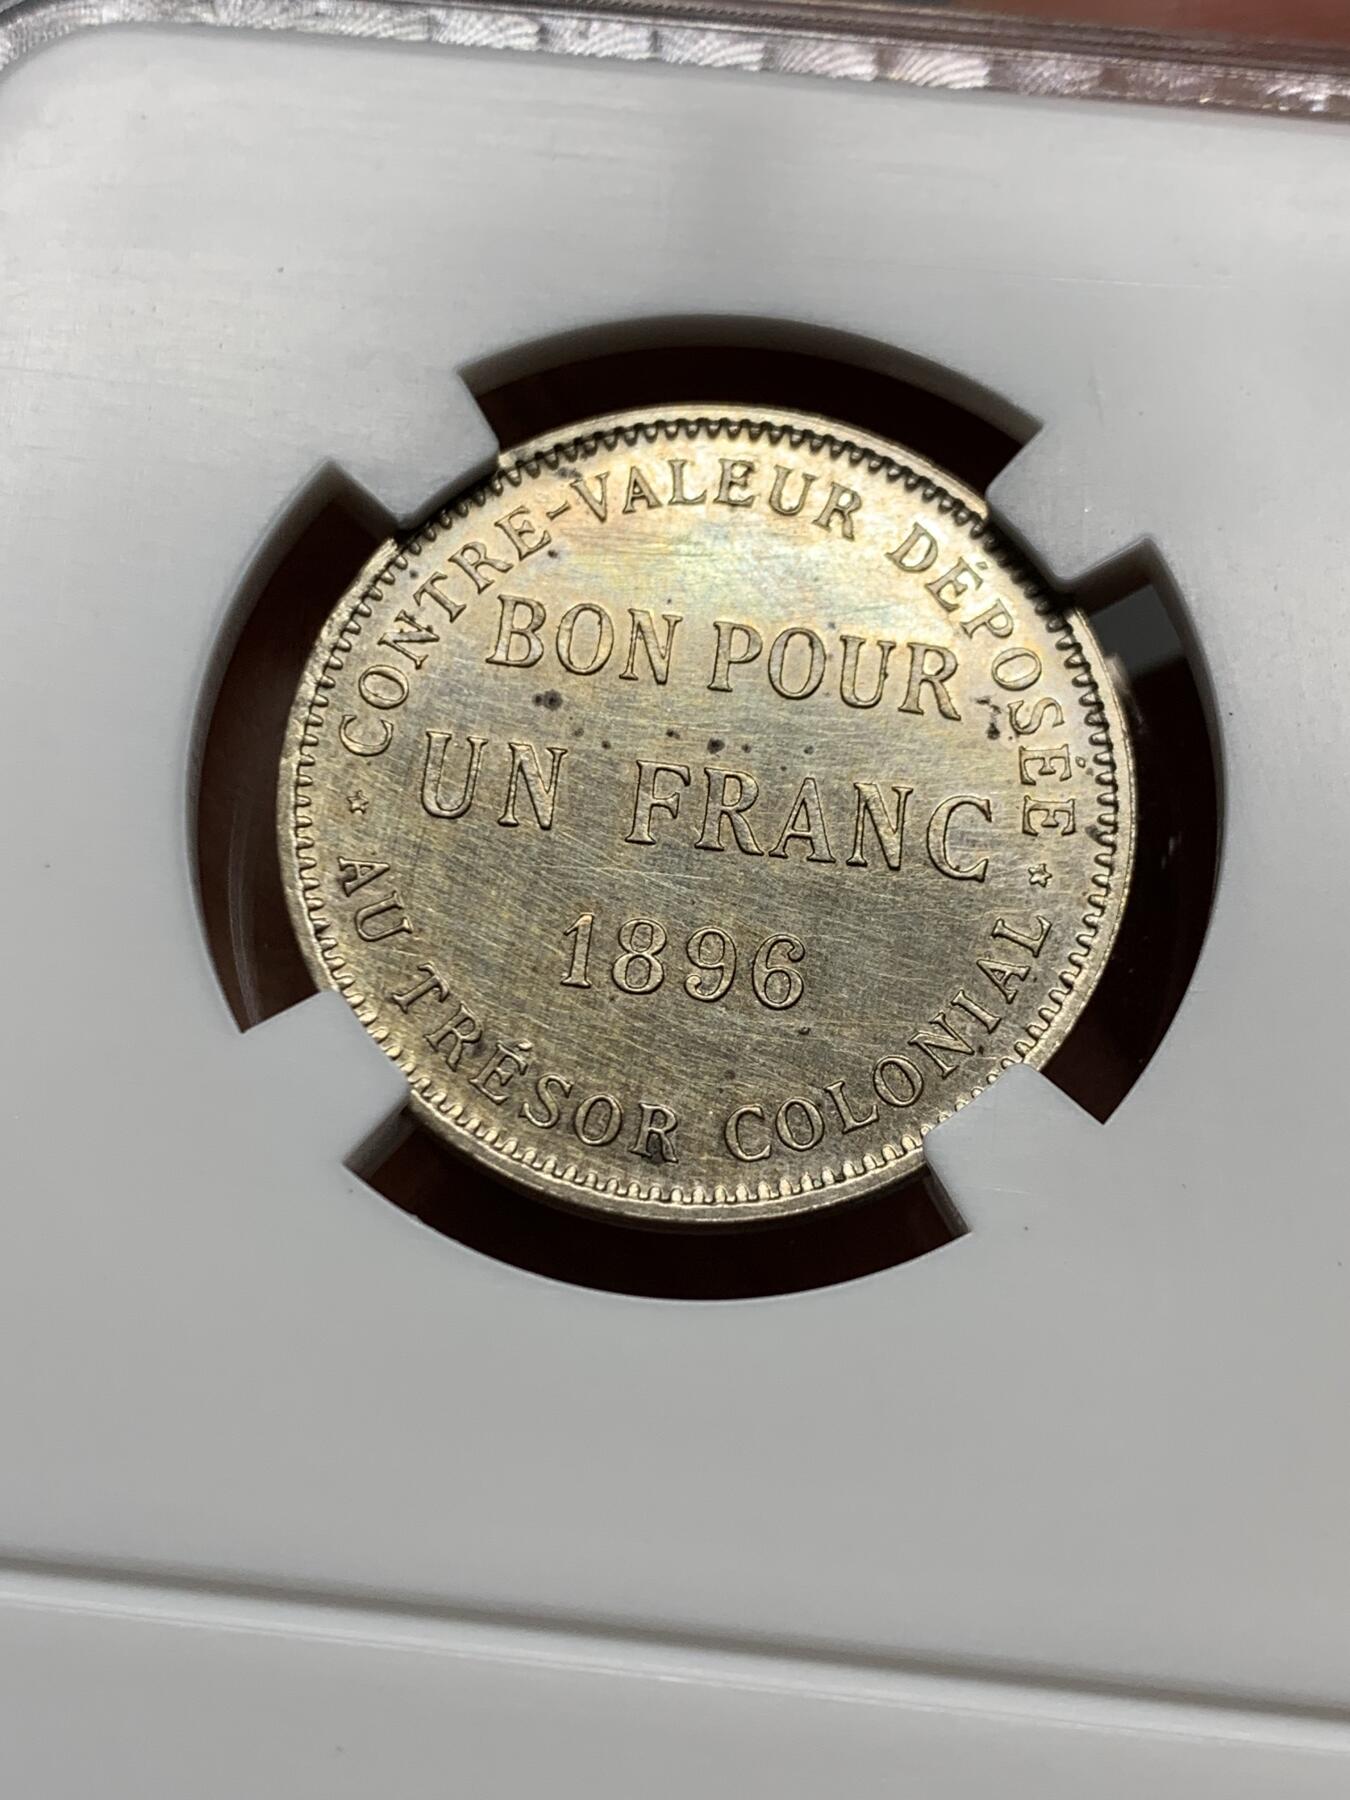 CONTRE-VALEUR DÉPOSÉE
BON POUR
UN FRANC
1896
AU TRÉSOR COLONIAL